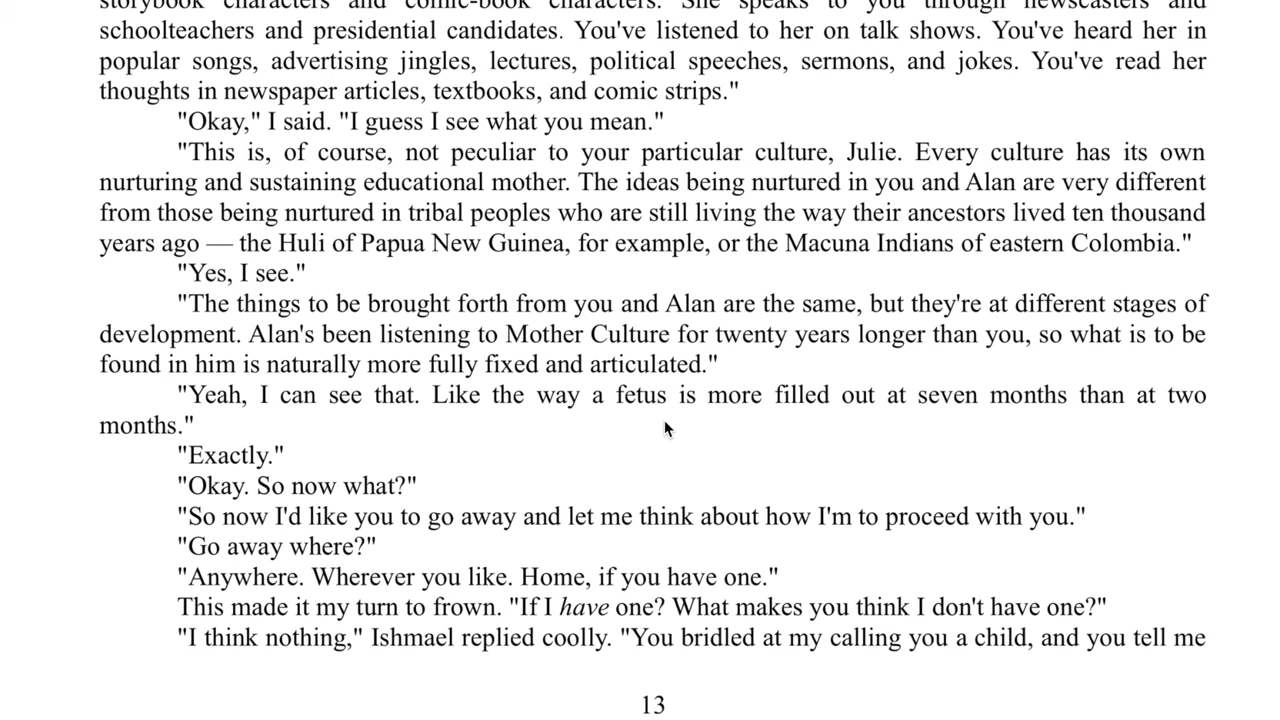 storybook characters and comic-book characters. She speaks to you through newscasters and
schoolteachers and presidential candidates. You've listened to her on talk shows. You've heard her in
popular songs, advertising jingles, lectures, political speeches, sermons, and jokes. You've read her
thoughts in newspaper articles, textbooks, and comic strips."
"Okay," I said. "I guess I see what you mean."
"This is, of course, not peculiar to your particular culture, Julie. Every culture has its own
nurturing and sustaining educational mother. The ideas being nurtured in you and Alan are very different
from those being nurtured in tribal peoples who are still living the way their ancestors lived ten thousand
years ago — the Huli of Papua New Guinea, for example, or the Macuna Indians of eastern Colombia."
"Yes, I see."
"The things to be brought forth from you and Alan are the same, but they're at different stages of
development. Alan's been listening to Mother Culture for twenty years longer than you, so what is to be
found in him is naturally more fully fixed and articulated."
"Yeah, I can see that. Like the way a fetus is more filled out at seven months than at two
months."
"Exactly."
"Okay. So now what?"
"So now I'd like you to go away and let me think about how I'm to proceed with you."
"Go away where?"
"Anywhere. Wherever you like. Home, if you have one."
This made it my turn to frown. "If I have one? What makes you think I don't have one?"
"I think nothing," Ishmael replied coolly. "You bridled at my calling you a child, and you tell me
13